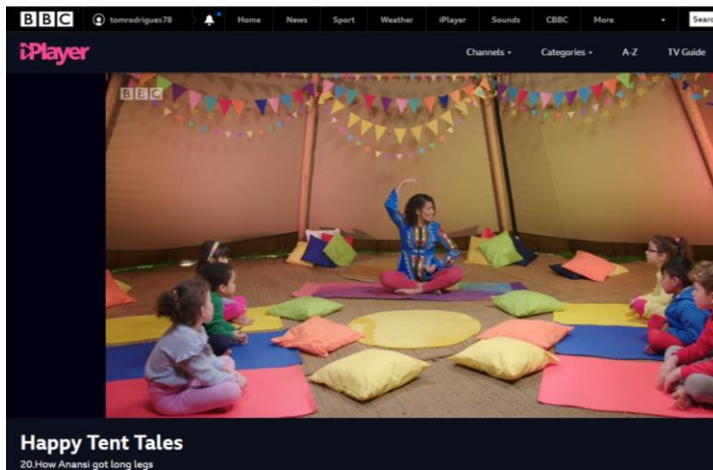 BBC tomrodrigues78 Home News Sport Weather iPlayer Sounds CBBC More Searc
iPlayer Channels Categories A-Z TV Guide
BBC
Happy Tent Tales
20.How Anansi got long legs